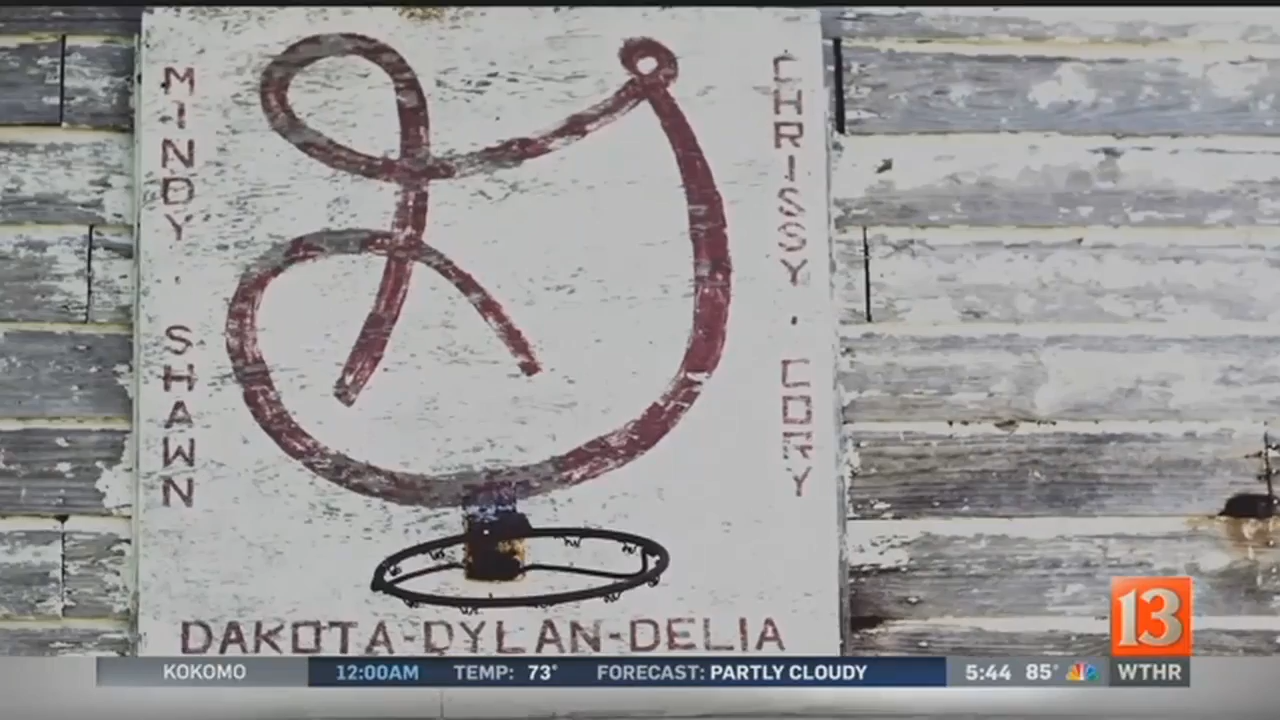 MINDY . SHAWN
CHRISSY . CORY
DAKOTA-DYLAN-DELIA
KOKOMO 12:00AM TEMP: 73° FORECAST: PARTLY CLOUDY 5:44 85°
13
WTHR